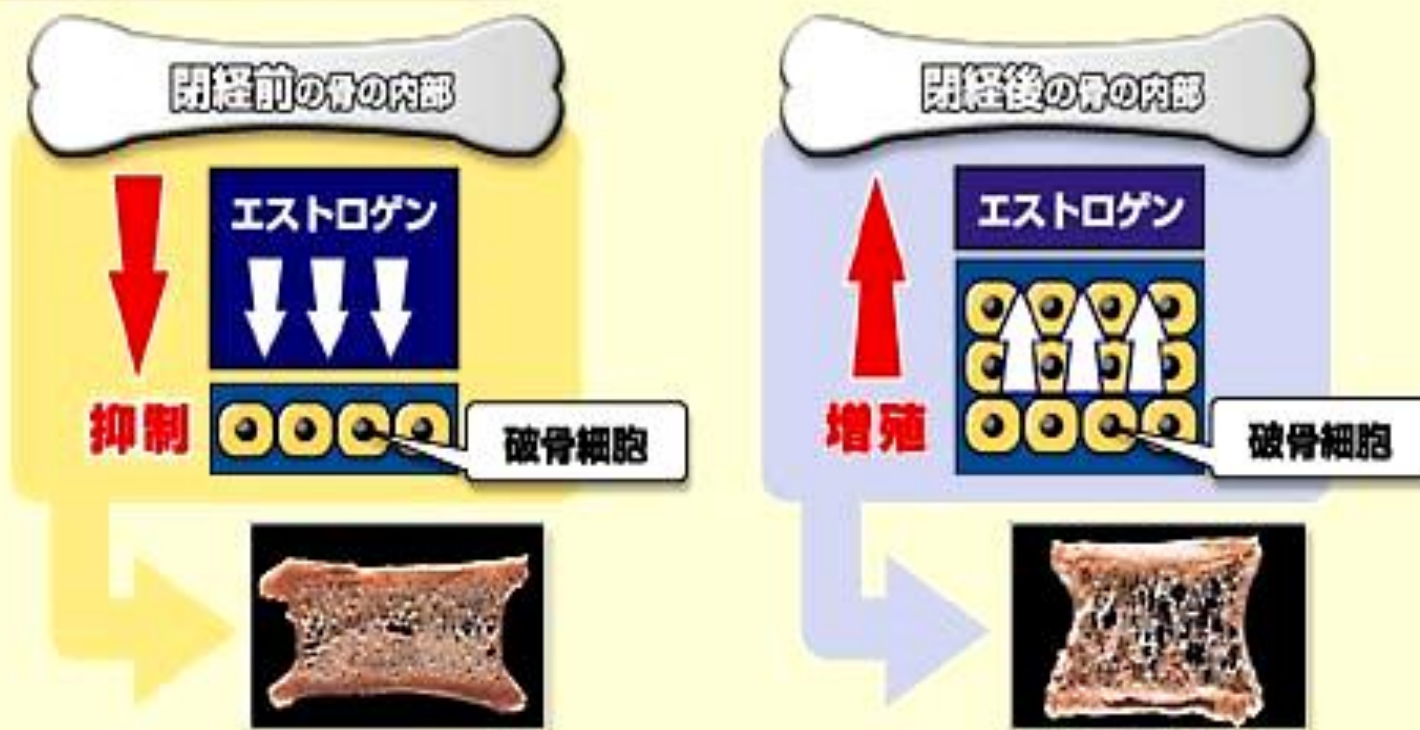 閉経前の骨の内部
エストロゲン
抑制
破骨細胞
閉経後の骨の内部
エストロゲン
増殖
破骨細胞